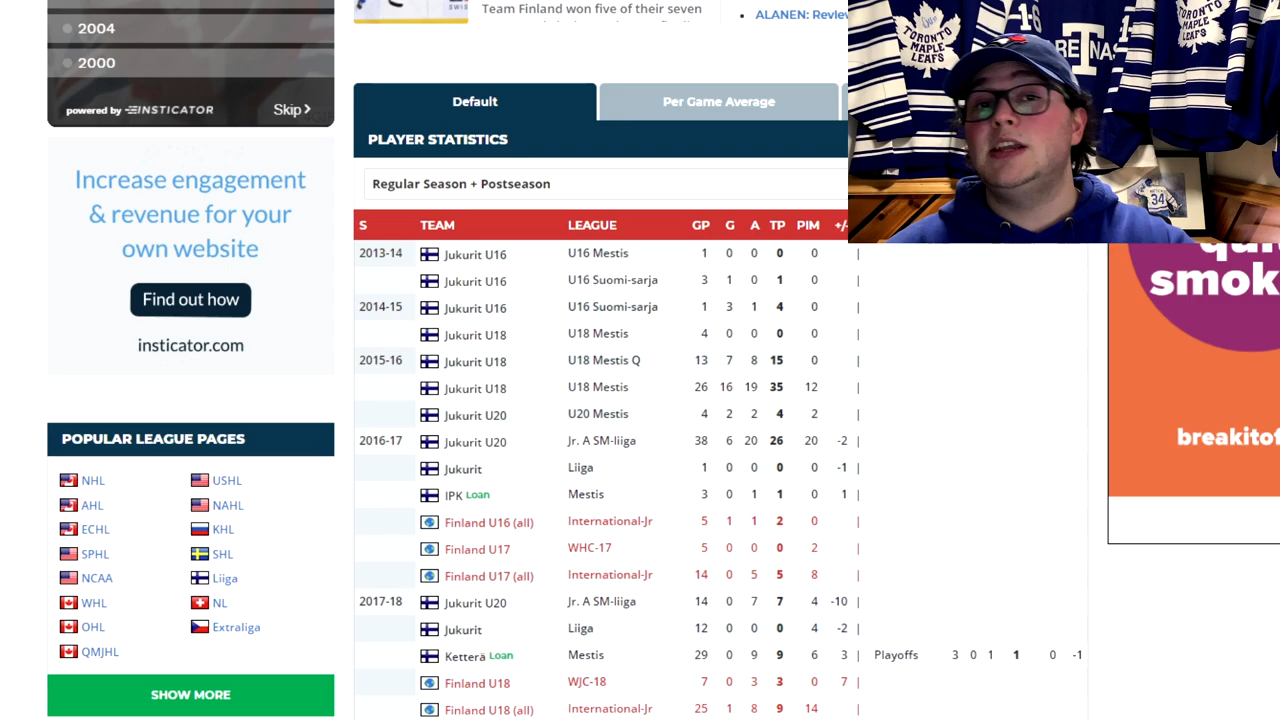 2004
2000
powered by INSTICATOR
Skip
Team Finland won five of their seven
ALANEN: Review
Increase engagement
& revenue for your
own website
Find out how
insticator.com
POPULAR LEAGUE PAGES
NHL USHL
AHL NAHL
ECHL KHL
SPHL SHL
NCAA Liiga
WHL NL
OHL Extraliga
QMJHL
SHOW MORE
Default
Per Game Average
PLAYER STATISTICS
Regular Season + Postseason
S TEAM LEAGUE GP G A TP PIM +/-
2013-14 Jukurit U16 U16 Mestis 1 0 0 0 0 |
Jukurit U16 U16 Suomi-sarja 3 1 0 1 0 |
2014-15 Jukurit U16 U16 Suomi-sarja 1 3 1 4 0 |
Jukurit U18 U18 Mestis 4 0 0 0 0 |
2015-16 Jukurit U18 U18 Mestis Q 13 7 8 15 0 |
Jukurit U18 U18 Mestis 26 16 19 35 12 |
Jukurit U20 U20 Mestis 4 2 2 4 2 |
2016-17 Jukurit U20 Jr. A SM-liiga 38 6 20 26 20 -2 |
Jukurit Liiga 1 0 0 0 0 -1 |
IPK Loan Mestis 3 0 1 1 0 1 |
Finland U16 (all) International-Jr 5 1 1 2 0 |
Finland U17 WHC-17 5 0 0 0 2 |
Finland U17 (all) International-Jr 14 0 5 5 8 |
2017-18 Jukurit U20 Jr. A SM-liiga 14 0 7 7 4 -10 |
Jukurit Liiga 12 0 0 0 4 -2 |
Ketterä Loan Mestis 29 0 9 9 6 3 | Playoffs 3 0 1 1 0 -1
Finland U18 WJC-18 7 0 3 3 0 7 |
Finland U18 (all) International-Jr 25 1 8 9 14 |
TORONTO
MAPLE
LEAFS
TORONTO
MAPLE
LEAFS
ARENAS
34
smok
breakitof